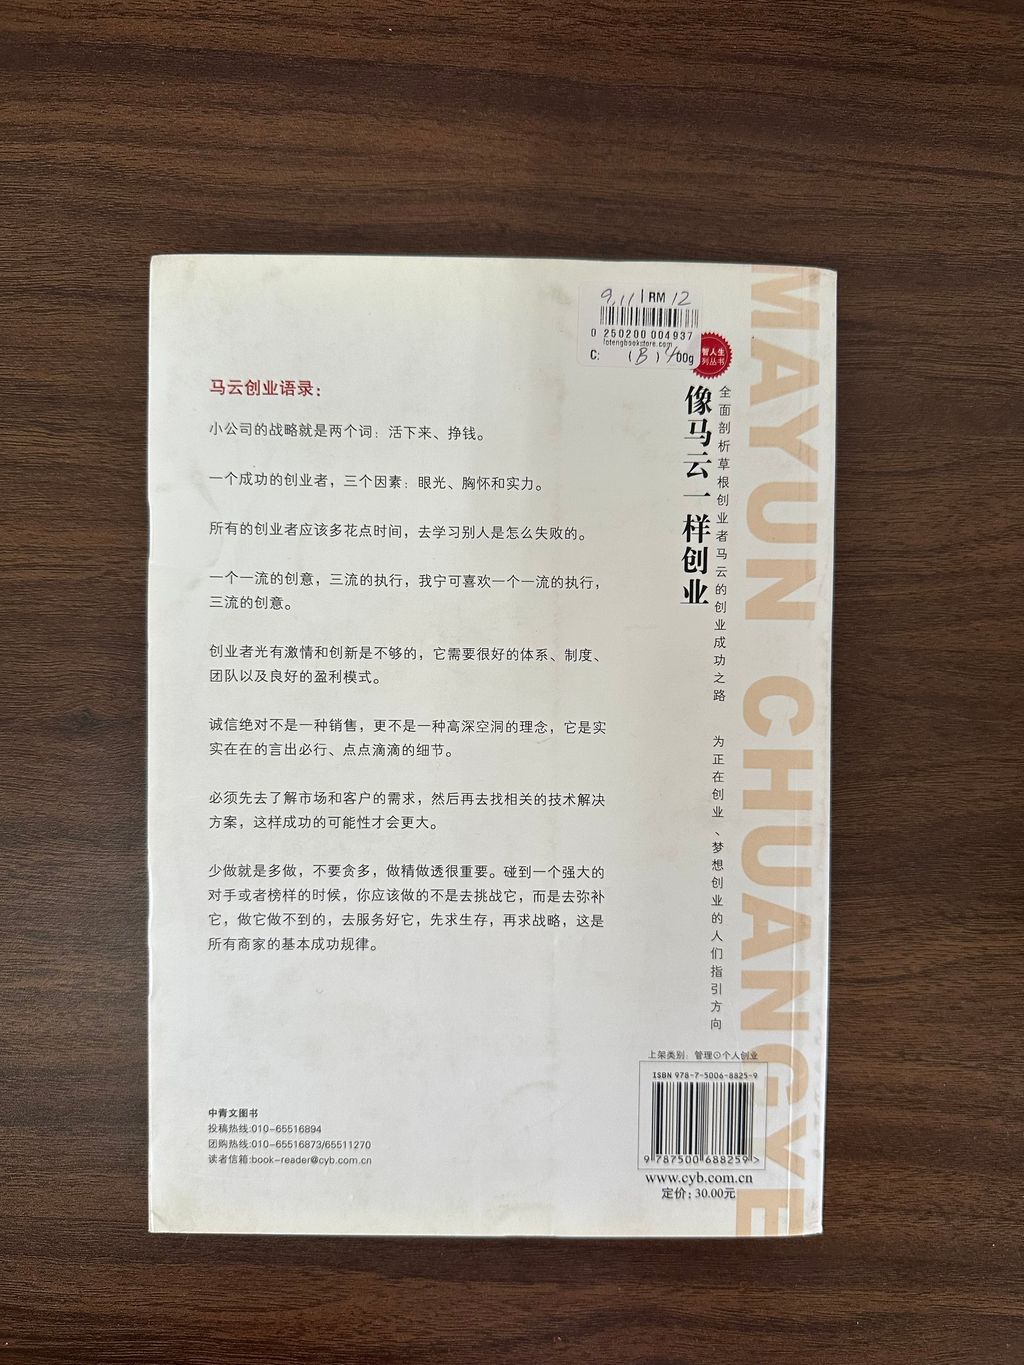 9.11 RM 12
0 250200 004937
lotengbookstore.com
C: (B) 400g
智人生
列丛书
像马云一样创业
全面剖析草根创业者马云的创业成功之路 为正在创业、梦想创业的人们指引方向
MAYUN CHUANGYE
马云创业语录：
小公司的战略就是两个词：活下来、挣钱。
一个成功的创业者，三个因素：眼光、胸怀和实力。
所有的创业者应该多花点时间，去学习别人是怎么失败的。
一个一流的创意，三流的执行，我宁可喜欢一个一流的执行，
三流的创意。
创业者光有激情和创新是不够的，它需要很好的体系、制度、
团队以及良好的盈利模式。
诚信绝对不是一种销售，更不是一种高深空洞的理念，它是实
实在在的言出必行、点点滴滴的细节。
必须先去了解市场和客户的需求，然后再去找相关的技术解决
方案，这样成功的可能性才会更大。
少做就是多做，不要贪多，做精做透很重要。碰到一个强大的
对手或者榜样的时候，你应该做的不是去挑战它，而是去弥补
它，做它做不到的，去服务好它，先求生存，再求战略，这是
所有商家的基本成功规律。
中青文图书
投稿热线:010-65516894
团购热线:010-65516873/65511270
读者信箱:book-reader@cyb.com.cn
上架类别：管理⊙个人创业
ISBN 978-7-5006-8825-9
9 787500 688259 >
www.cyb.com.cn
定价：30.00元